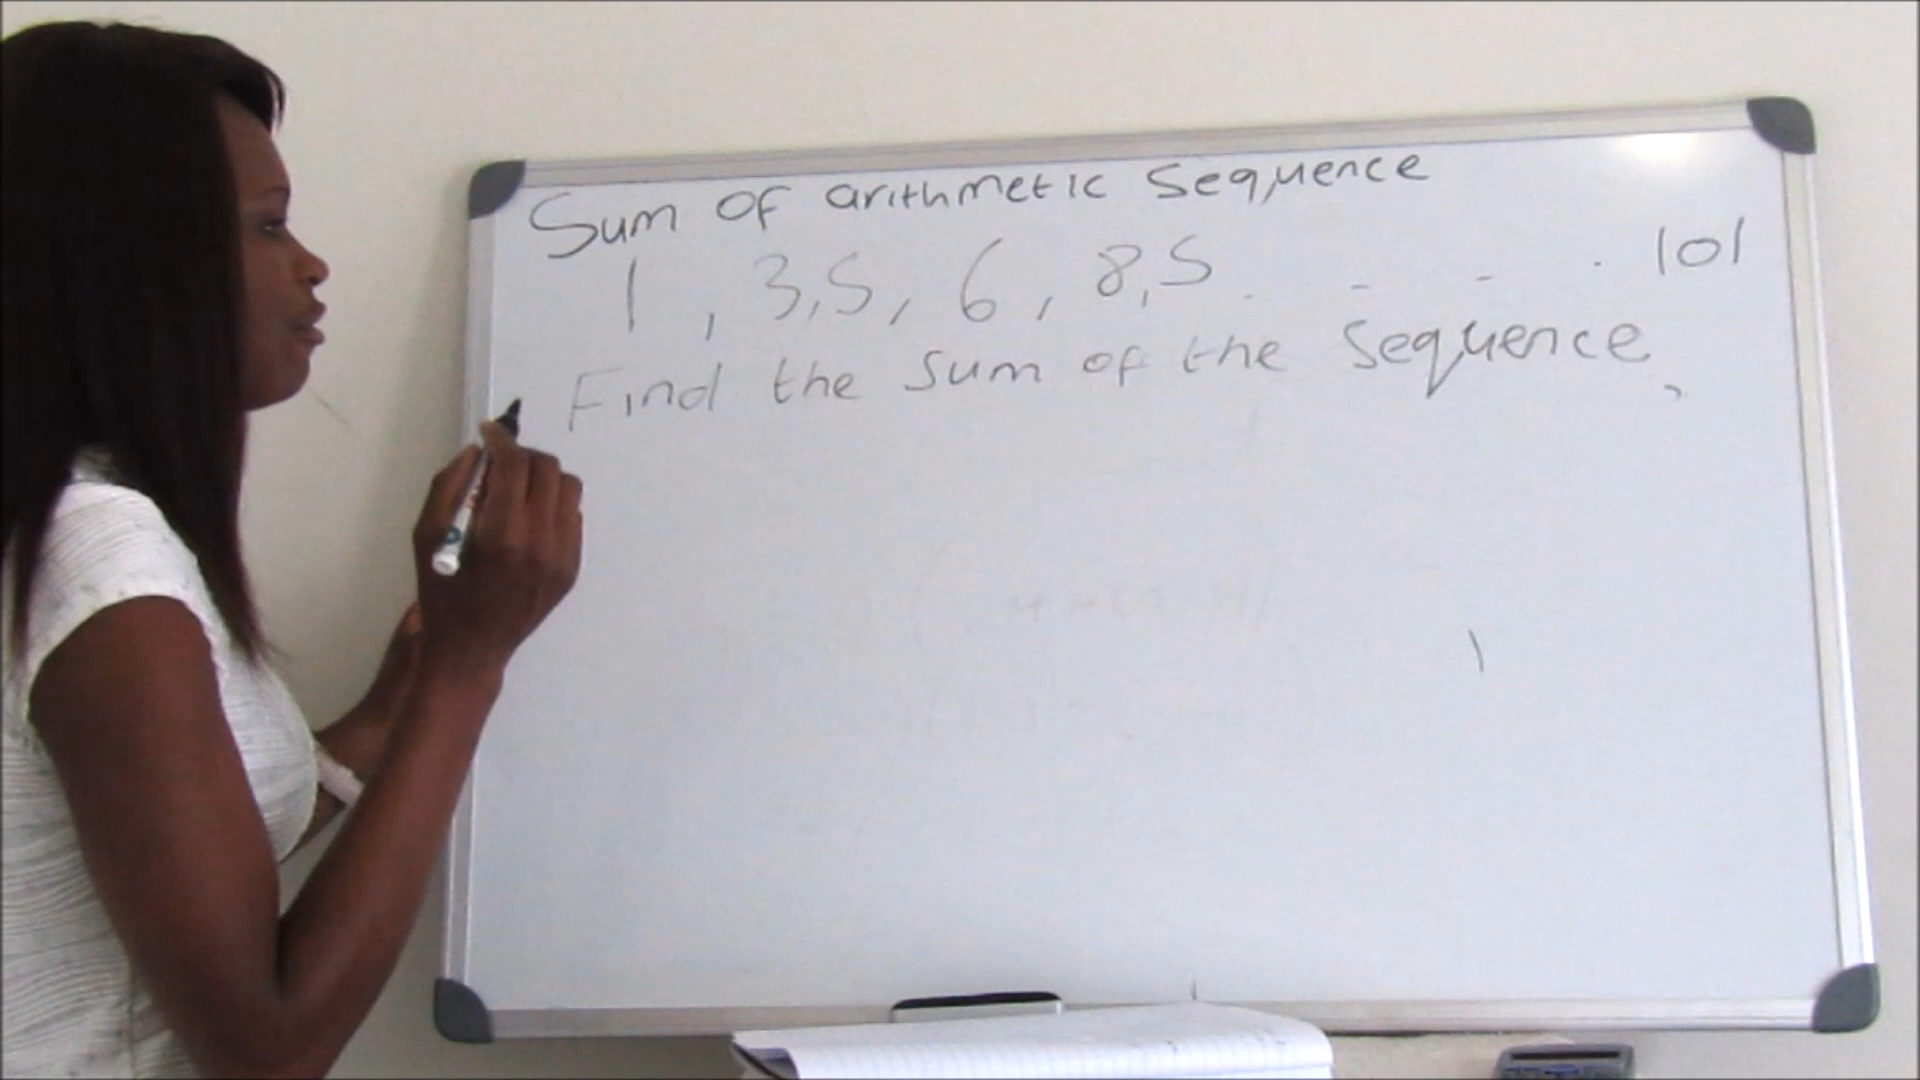 Sum of arithmetic Sequence
1 , 3,5 , 6 , 8,5 . - - . 101
Find the sum of the sequence.